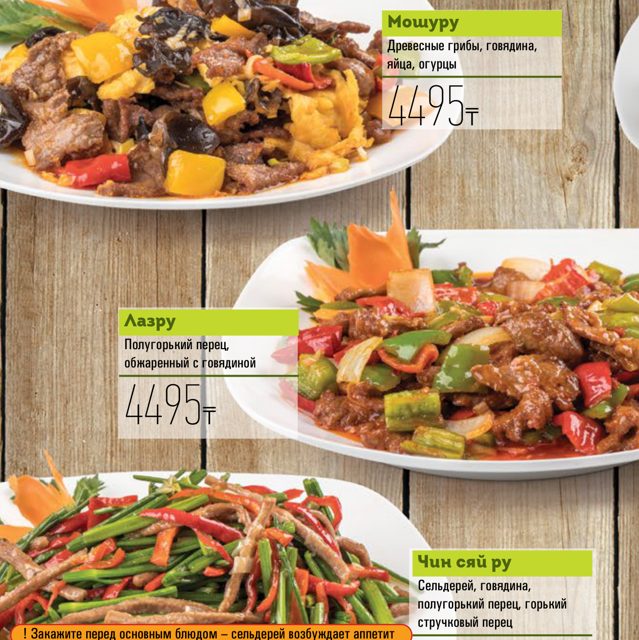 Мошуру
Древесные грибы, говядина,
яйца, огурцы
4495₸
Лазру
Полугорький перец,
обжаренный с говядиной
4495₸
Чин сяй ру
Сельдерей, говядина,
полугорький перец, горький
стручковый перец
! Закажите перед основным блюдом – сельдерей возбуждает аппетит